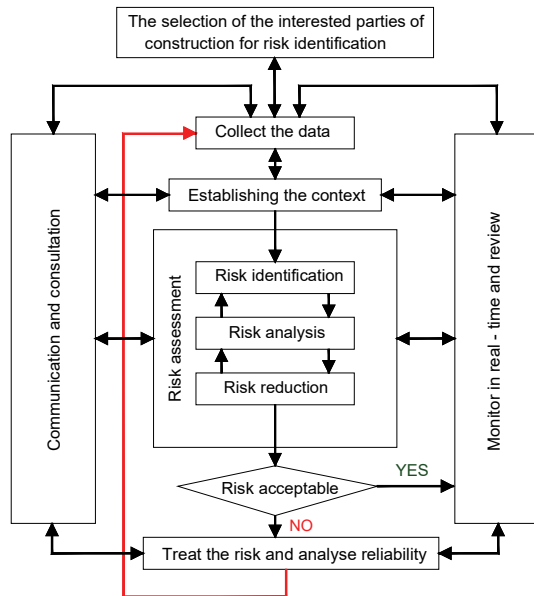 The selection of the interested parties
of construction for risk identification
Collect the data
Establishing the context
Communication and consultation
Risk assessment
Risk identification
Risk analysis
Risk reduction
Monitor in real - time and review
Risk acceptable
YES
NO
Treat the risk and analyse reliability